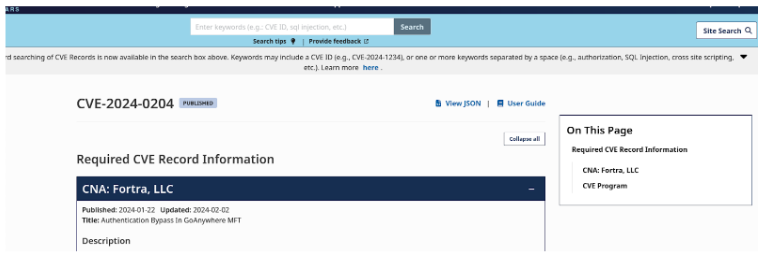 ARS
Enter keywords (e.g.: CVE ID, sql injection, etc.)
Search
Search tips | Provide feedback
Site Search
d searching of CVE Records is now available in the search box above. Keywords may include a CVE ID (e.g., CVE-2024-1234), or one or more keywords separated by a space (e.g., authorization, SQL Injection, cross site scripting,
etc.). Learn more here .
CVE-2024-0204 PUBLISHED
View JSON | User Guide
Collapse all
Required CVE Record Information
CNA: Fortra, LLC
Published: 2024-01-22 Updated: 2024-02-02
Title: Authentication Bypass In GoAnywhere MFT
Description
On This Page
Required CVE Record Information
CNA: Fortra, LLC
CVE Program